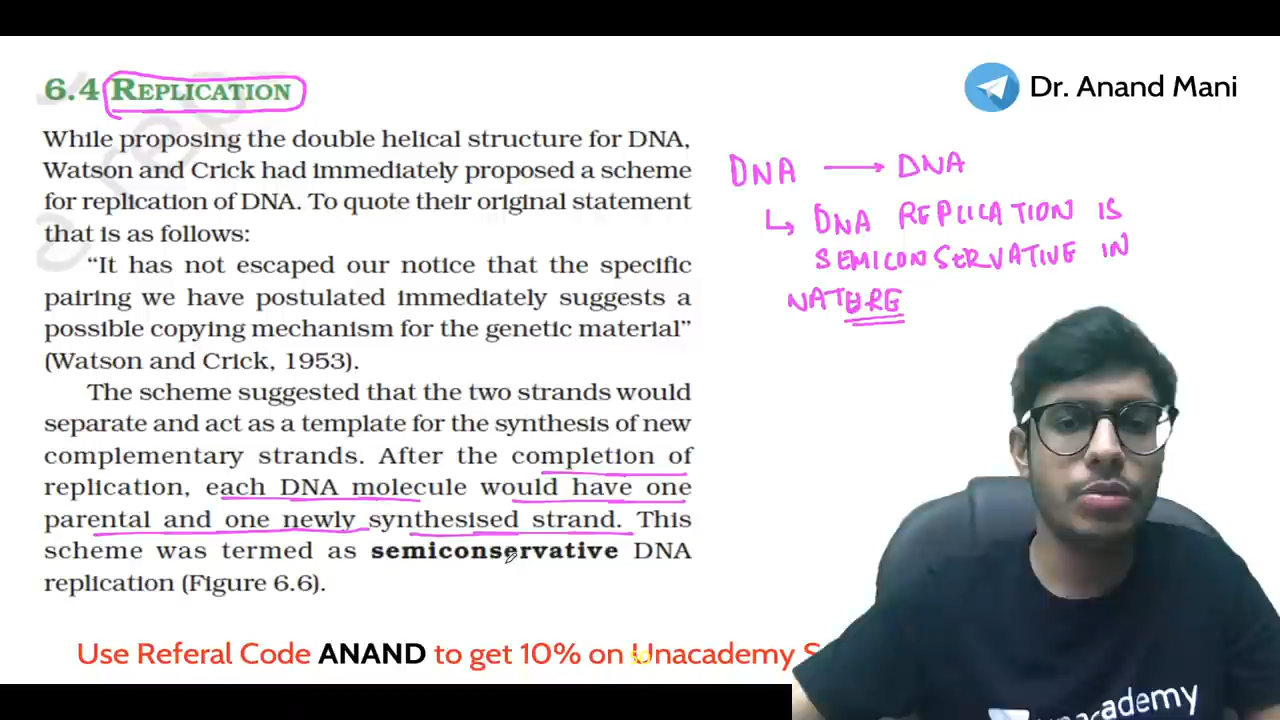 6.4 REPLICATION
While proposing the double helical structure for DNA,
Watson and Crick had immediately proposed a scheme
for replication of DNA. To quote their original statement
that is as follows:
“It has not escaped our notice that the specific
pairing we have postulated immediately suggests a
possible copying mechanism for the genetic material”
(Watson and Crick, 1953).
The scheme suggested that the two strands would
separate and act as a template for the synthesis of new
complementary strands. After the completion of
replication, each DNA molecule would have one
parental and one newly synthesised strand. This
scheme was termed as semiconservative DNA
replication (Figure 6.6).
Dr. Anand Mani
DNA → DNA
↳ DNA REPLICATION IS
SEMICONSERVATIVE IN
NATURE
Use Referal Code ANAND to get 10% on Unacademy S
unacademy